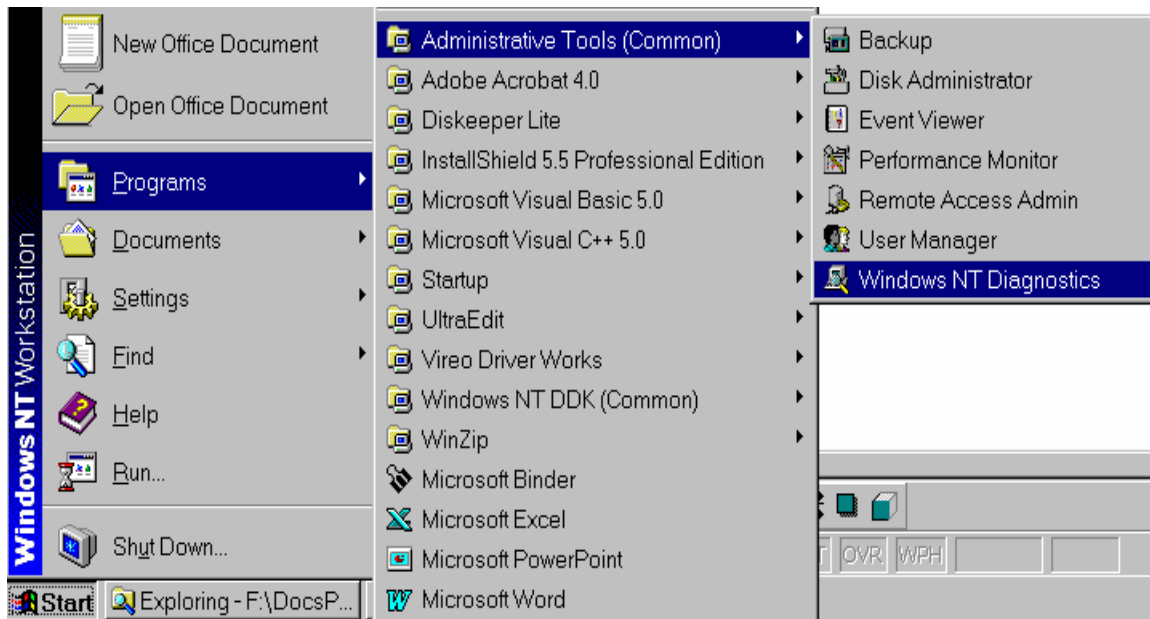 New Office Document
Open Office Document
Programs
Documents
Settings
Find
Help
Run...
Shut Down...
Windows NT Workstation
Start
Exploring - F:\DocsP...
Administrative Tools (Common)
Adobe Acrobat 4.0
Diskeeper Lite
InstallShield 5.5 Professional Edition
Microsoft Visual Basic 5.0
Microsoft Visual C++ 5.0
Startup
UltraEdit
Vireo Driver Works
Windows NT DDK (Common)
WinZip
Microsoft Binder
Microsoft Excel
Microsoft PowerPoint
Microsoft Word
Backup
Disk Administrator
Event Viewer
Performance Monitor
Remote Access Admin
User Manager
Windows NT Diagnostics
OVR WPH